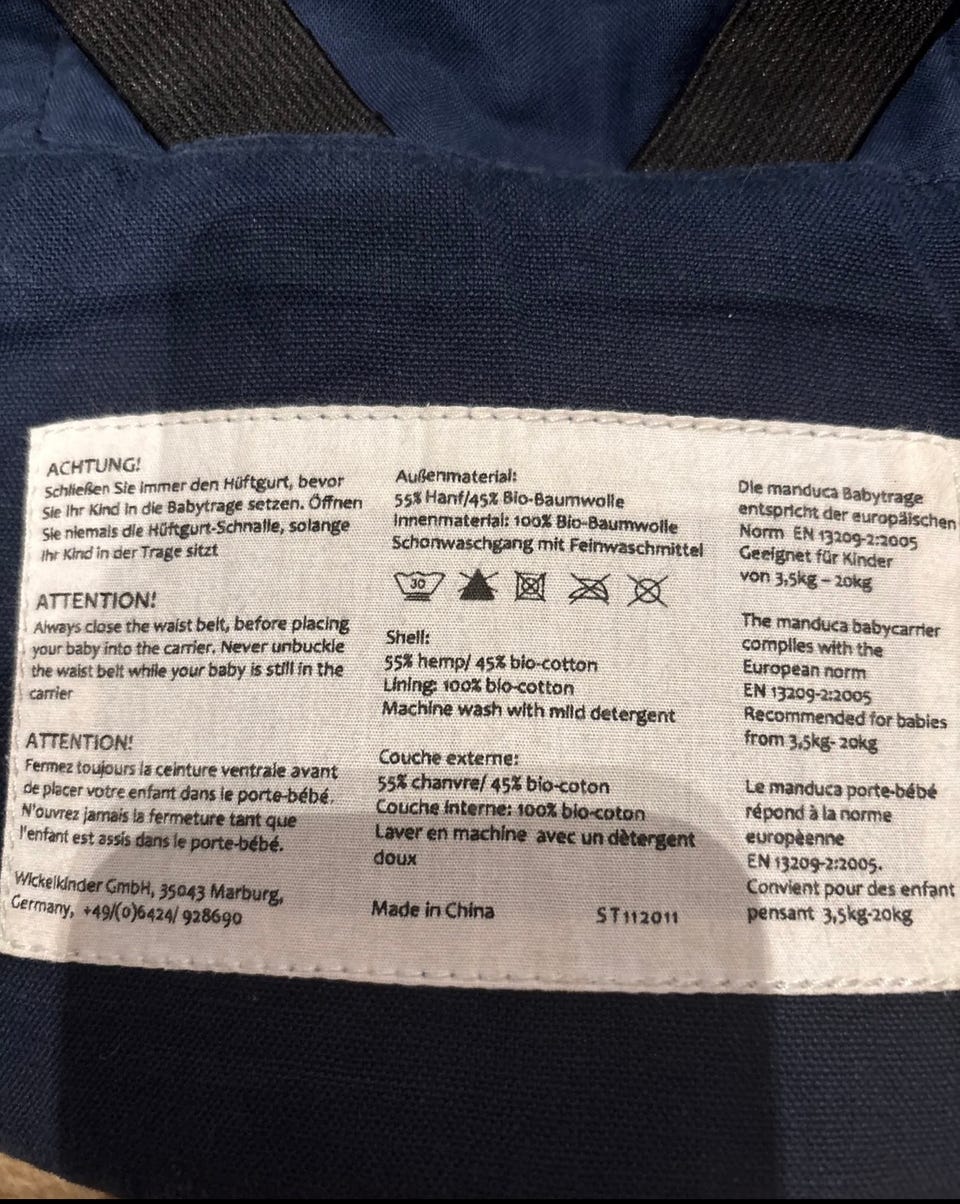 ACHTUNG!
Schließen Sie immer den Hüftgurt, bevor
Sie Ihr Kind in die Babytrage setzen. Öffnen
Sie niemals die Hüftgurt-Schnalle, solange
Ihr Kind in der Trage sitzt
ATTENTION!
Always close the waist belt, before placing
your baby into the carrier. Never unbuckle
the waist belt while your baby is still in the
carrier
ATTENTION!
Fermez toujours la ceinture ventrale avant
de placer votre enfant dans le porte-bébé.
N'ouvrez jamais la fermeture tant que
l'enfant est assis dans le porte-bébé.
Wickelkinder GmbH, 35043 Marburg,
Germany, +49/(0)6424/ 928690
Außenmaterial:
55% Hanf/45% Bio-Baumwolle
Innenmaterial: 100% Bio-Baumwolle
Schonwaschgang mit Feinwaschmittel
30
Shell:
55% hemp/ 45% bio-cotton
Lining: 100% bio-cotton
Machine wash with mild detergent
Couche externe:
55% chanvre/ 45% bio-coton
Couche interne: 100% bio-coton
Laver en machine avec un dètergent
doux
Made in China ST112011
Die manduca Babytrage
entspricht der europäischen
Norm EN 13209-2:2005
Geeignet für Kinder
von 3,5kg – 20kg
The manduca babycarrier
complies with the
European norm
EN 13209-2:2005
Recommended for babies
from 3,5kg- 20kg
Le manduca porte-bébé
répond à la norme
europèenne
EN 13209-2:2005.
Convient pour des enfant
pensant 3,5kg-20kg